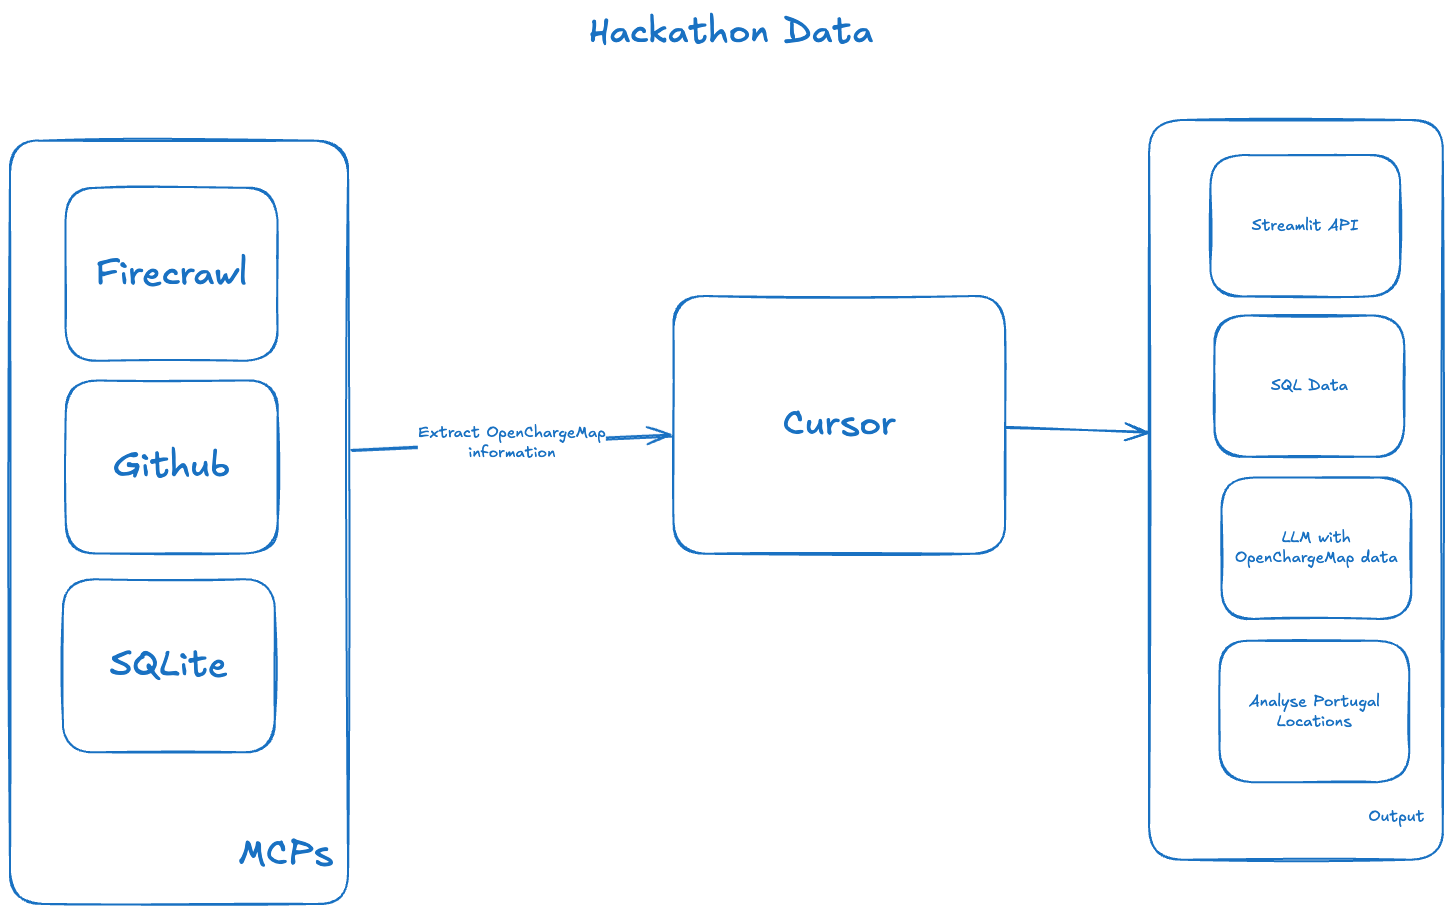 Hackathon Data
Firecrawl
Github
SQLite
MCPs
Extract OpenChargeMap
information
Cursor
Streamlit API
SQL Data
LLM with
OpenChargeMap data
Analyse Portugal
Locations
Output